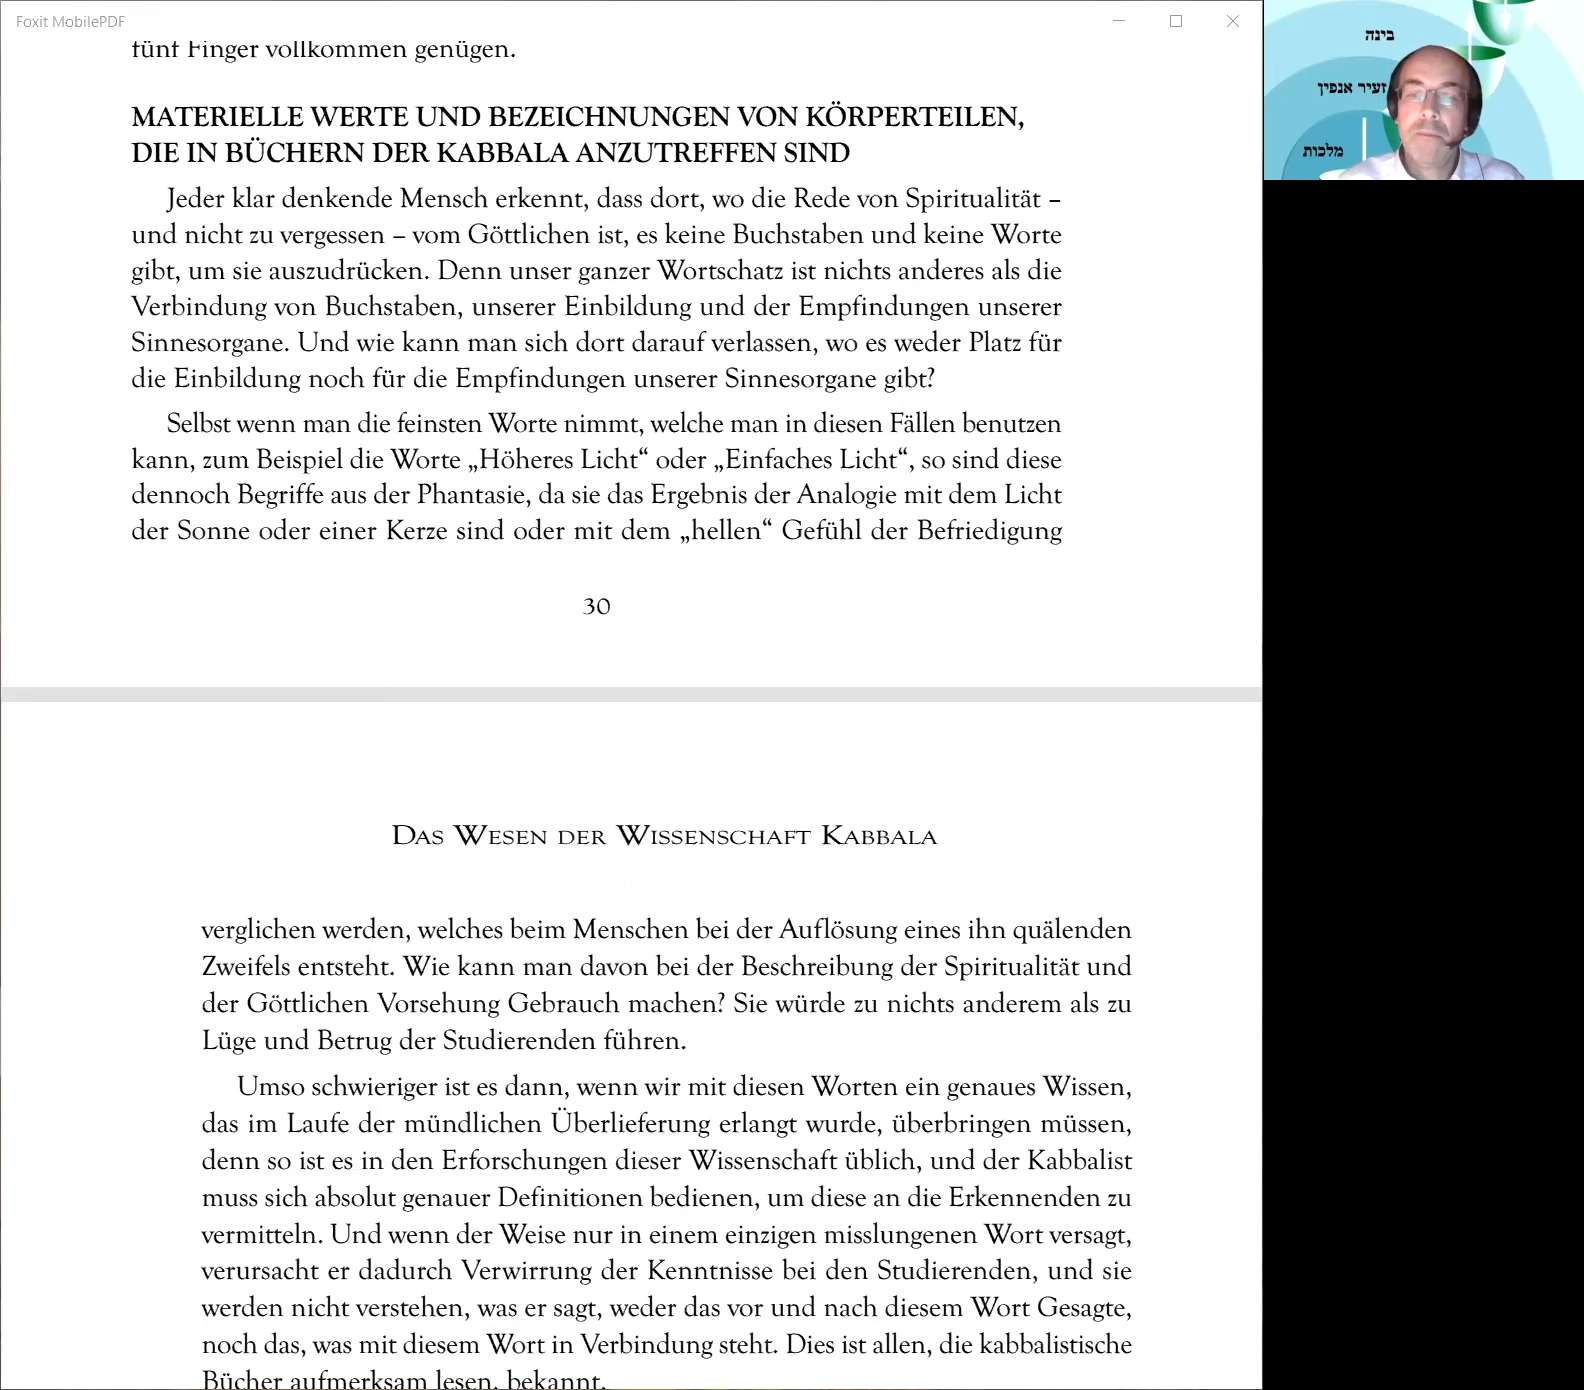 Foxit MobilePDF
fünf Finger vollkommen genügen.
MATERIELLE WERTE UND BEZEICHNUNGEN VON KÖRPERTEILEN,
DIE IN BÜCHERN DER KABBALA ANZUTREFFEN SIND
Jeder klar denkende Mensch erkennt, dass dort, wo die Rede von Spiritualität –
und nicht zu vergessen – vom Göttlichen ist, es keine Buchstaben und keine Worte
gibt, um sie auszudrücken. Denn unser ganzer Wortschatz ist nichts anderes als die
Verbindung von Buchstaben, unserer Einbildung und der Empfindungen unserer
Sinnesorgane. Und wie kann man sich dort darauf verlassen, wo es weder Platz für
die Einbildung noch für die Empfindungen unserer Sinnesorgane gibt?
Selbst wenn man die feinsten Worte nimmt, welche man in diesen Fällen benutzen
kann, zum Beispiel die Worte „Höheres Licht“ oder „Einfaches Licht“, so sind diese
dennoch Begriffe aus der Phantasie, da sie das Ergebnis der Analogie mit dem Licht
der Sonne oder einer Kerze sind oder mit dem „hellen“ Gefühl der Befriedigung
30
Das Wesen der Wissenschaft Kabbala
verglichen werden, welches beim Menschen bei der Auflösung eines ihn quälenden
Zweifels entsteht. Wie kann man davon bei der Beschreibung der Spiritualität und
der Göttlichen Vorsehung Gebrauch machen? Sie würde zu nichts anderem als zu
Lüge und Betrug der Studierenden führen.
Umso schwieriger ist es dann, wenn wir mit diesen Worten ein genaues Wissen,
das im Laufe der mündlichen Überlieferung erlangt wurde, überbringen müssen,
denn so ist es in den Erforschungen dieser Wissenschaft üblich, und der Kabbalist
muss sich absolut genauer Definitionen bedienen, um diese an die Erkennenden zu
vermitteln. Und wenn der Weise nur in einem einzigen misslungenen Wort versagt,
verursacht er dadurch Verwirrung der Kenntnisse bei den Studierenden, und sie
werden nicht verstehen, was er sagt, weder das vor und nach diesem Wort Gesagte,
noch das, was mit diesem Wort in Verbindung steht. Dies ist allen, die kabbalistische
Bücher aufmerksam lesen, bekannt.
בינה
זעיר אנפין
מלכות